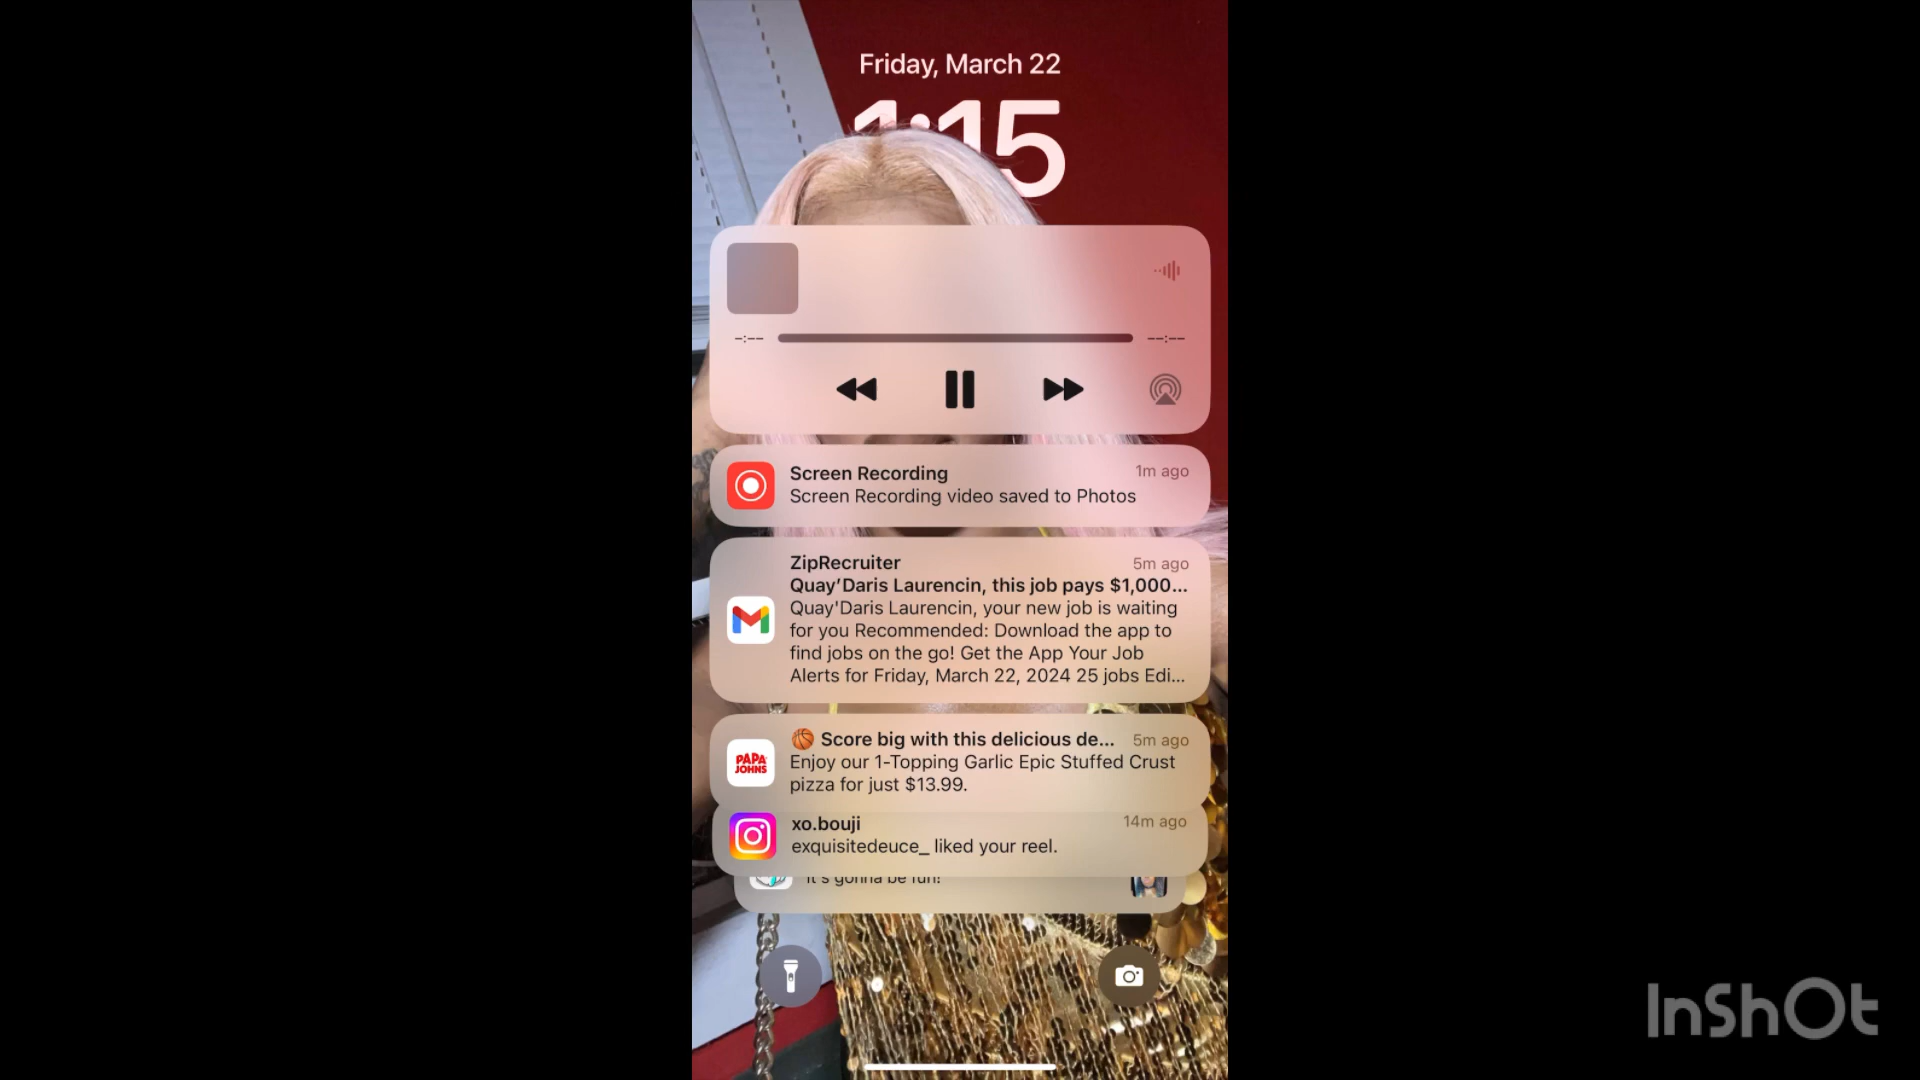 Friday, March 22
1:15
-:--
--:--
Screen Recording
1m ago
Screen Recording video saved to Photos
ZipRecruiter
5m ago
Quay’Daris Laurencin, this job pays $1,000...
Quay'Daris Laurencin, your new job is waiting
for you Recommended: Download the app to
find jobs on the go! Get the App Your Job
Alerts for Friday, March 22, 2024 25 jobs Edi...
PAPA
JOHNS
🏀 Score big with this delicious de...
5m ago
Enjoy our 1-Topping Garlic Epic Stuffed Crust
pizza for just $13.99.
xo.bouji
14m ago
exquisitedeuce_ liked your reel.
It's gonna be fun!
InShOt